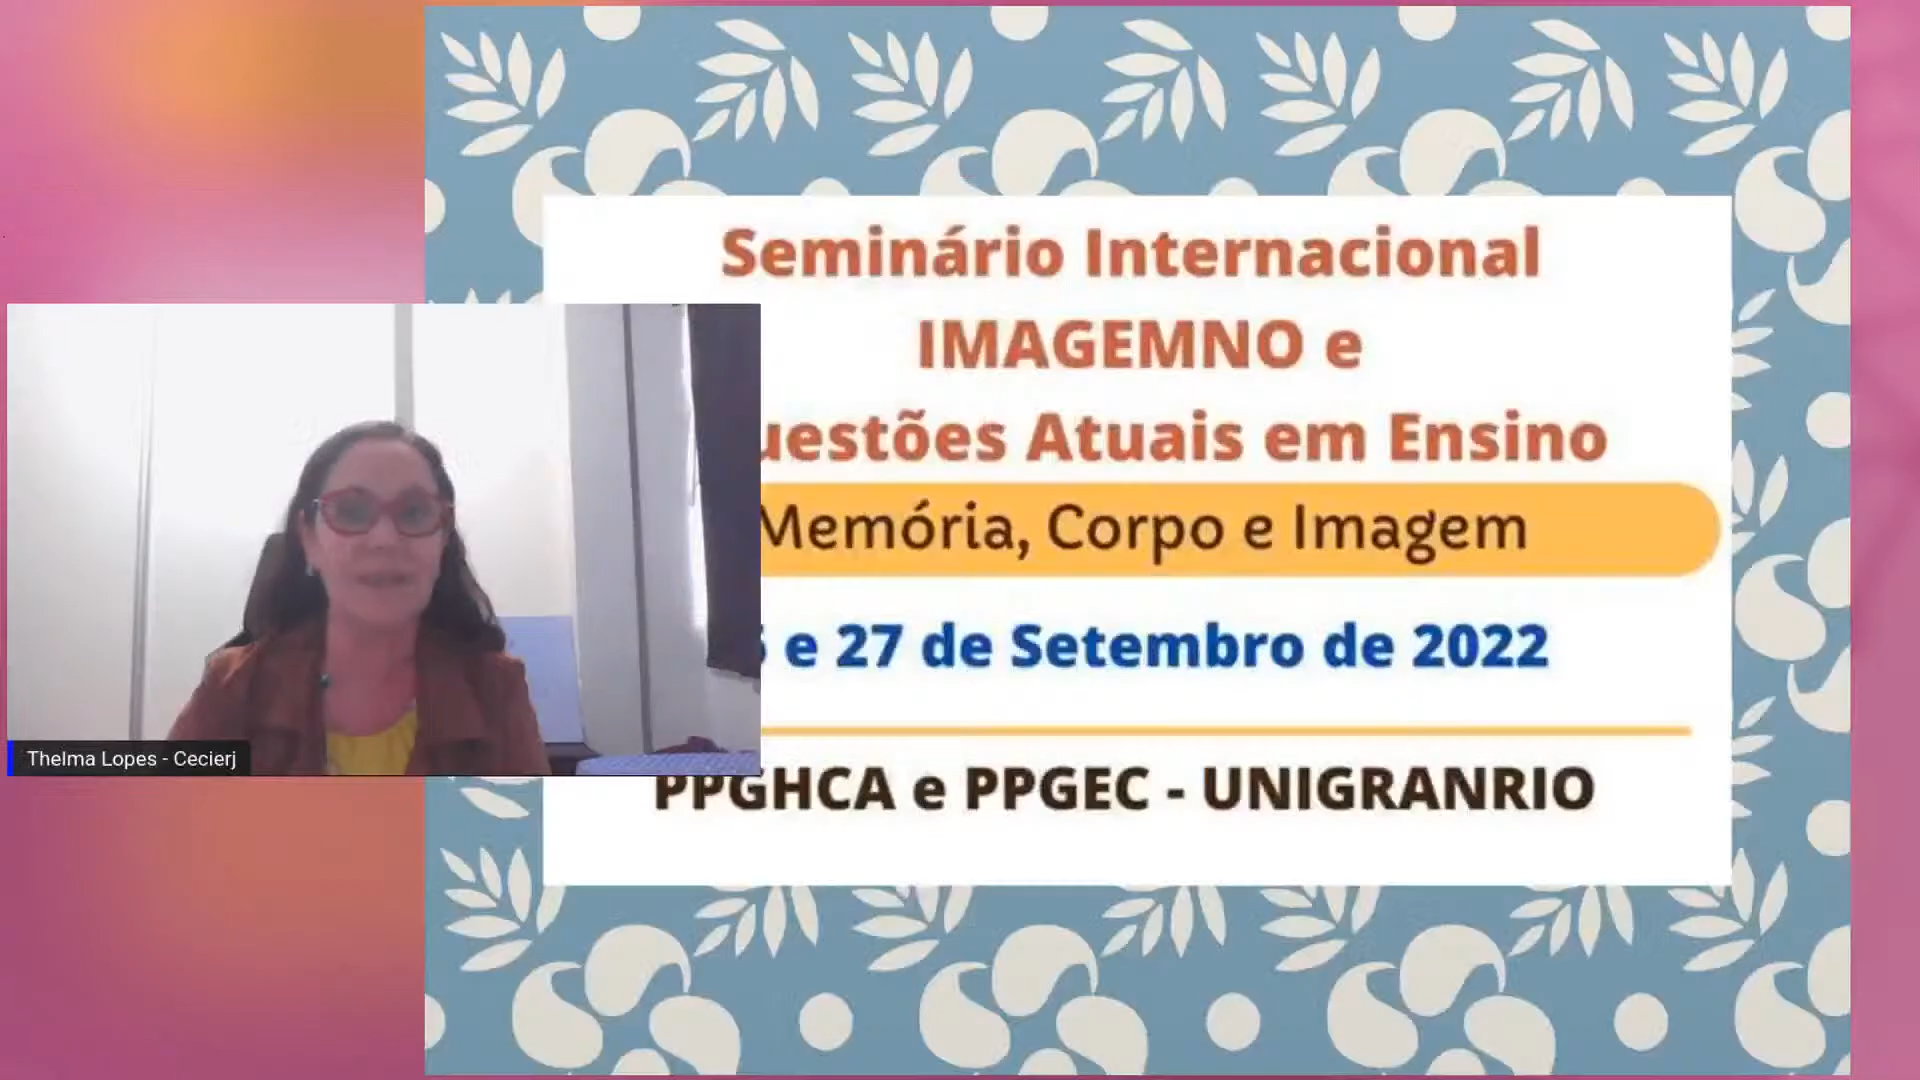 Seminário Internacional
IMAGEMNO e
uestões Atuais em Ensino
Memória, Corpo e Imagem
e 27 de Setembro de 2022
Thelma Lopes - Cecierj
PPGHCA e PPGEC - UNIGRANRIO